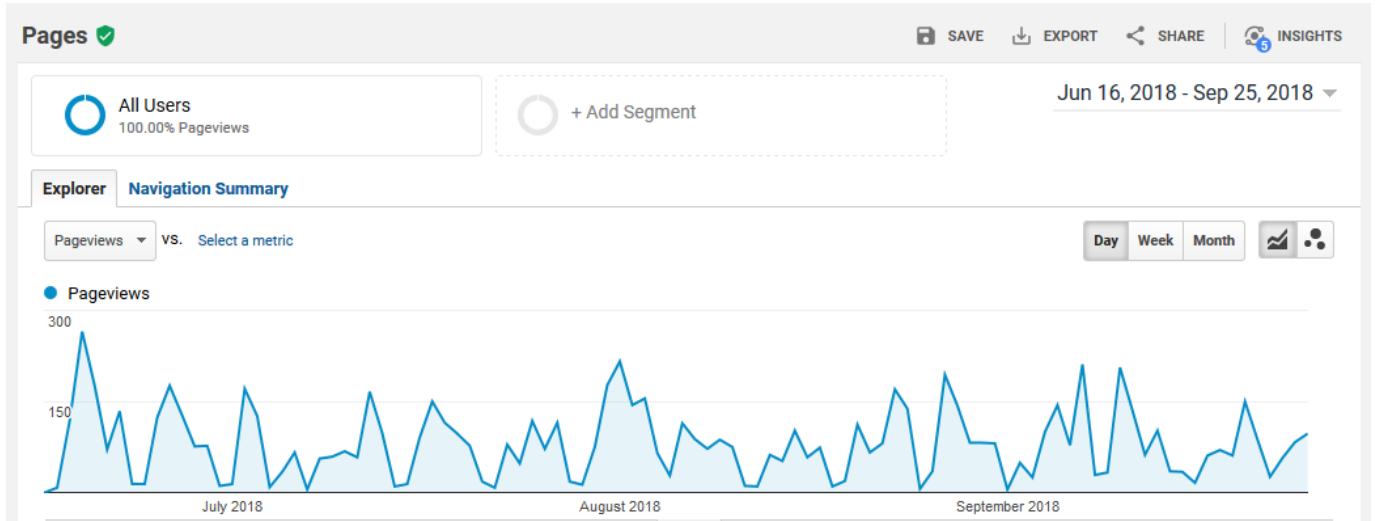 Pages
SAVE EXPORT SHARE 5 INSIGHTS
All Users
100.00% Pageviews
+ Add Segment
Jun 16, 2018 - Sep 25, 2018
Explorer Navigation Summary
Pageviews VS. Select a metric
Day Week Month
Pageviews
300
150
July 2018 August 2018 September 2018